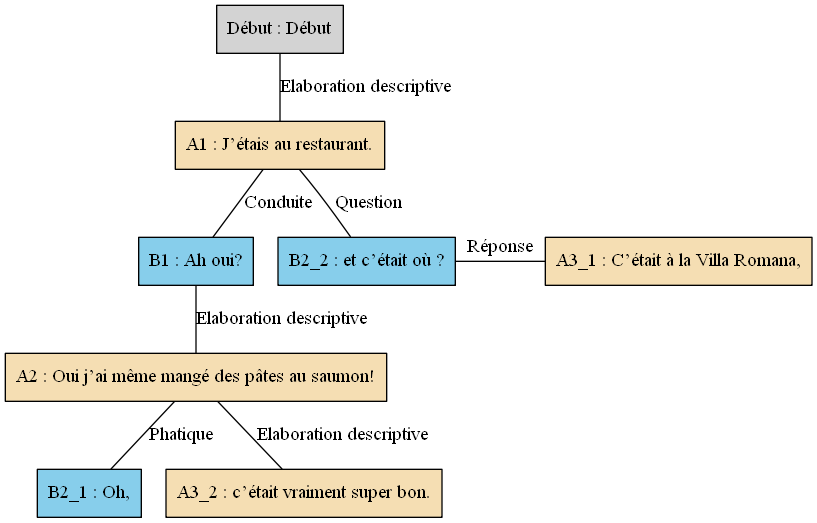 Début : Début
Elaboration descriptive
A1 : J’étais au restaurant.
Conduite
Question
B1 : Ah oui?
B2_2 : et c’était où ?
Réponse
A3_1 : C’était à la Villa Romana,
Elaboration descriptive
A2 : Oui j’ai même mangé des pâtes au saumon!
Phatique
Elaboration descriptive
B2_1 : Oh,
A3_2 : c’était vraiment super bon.